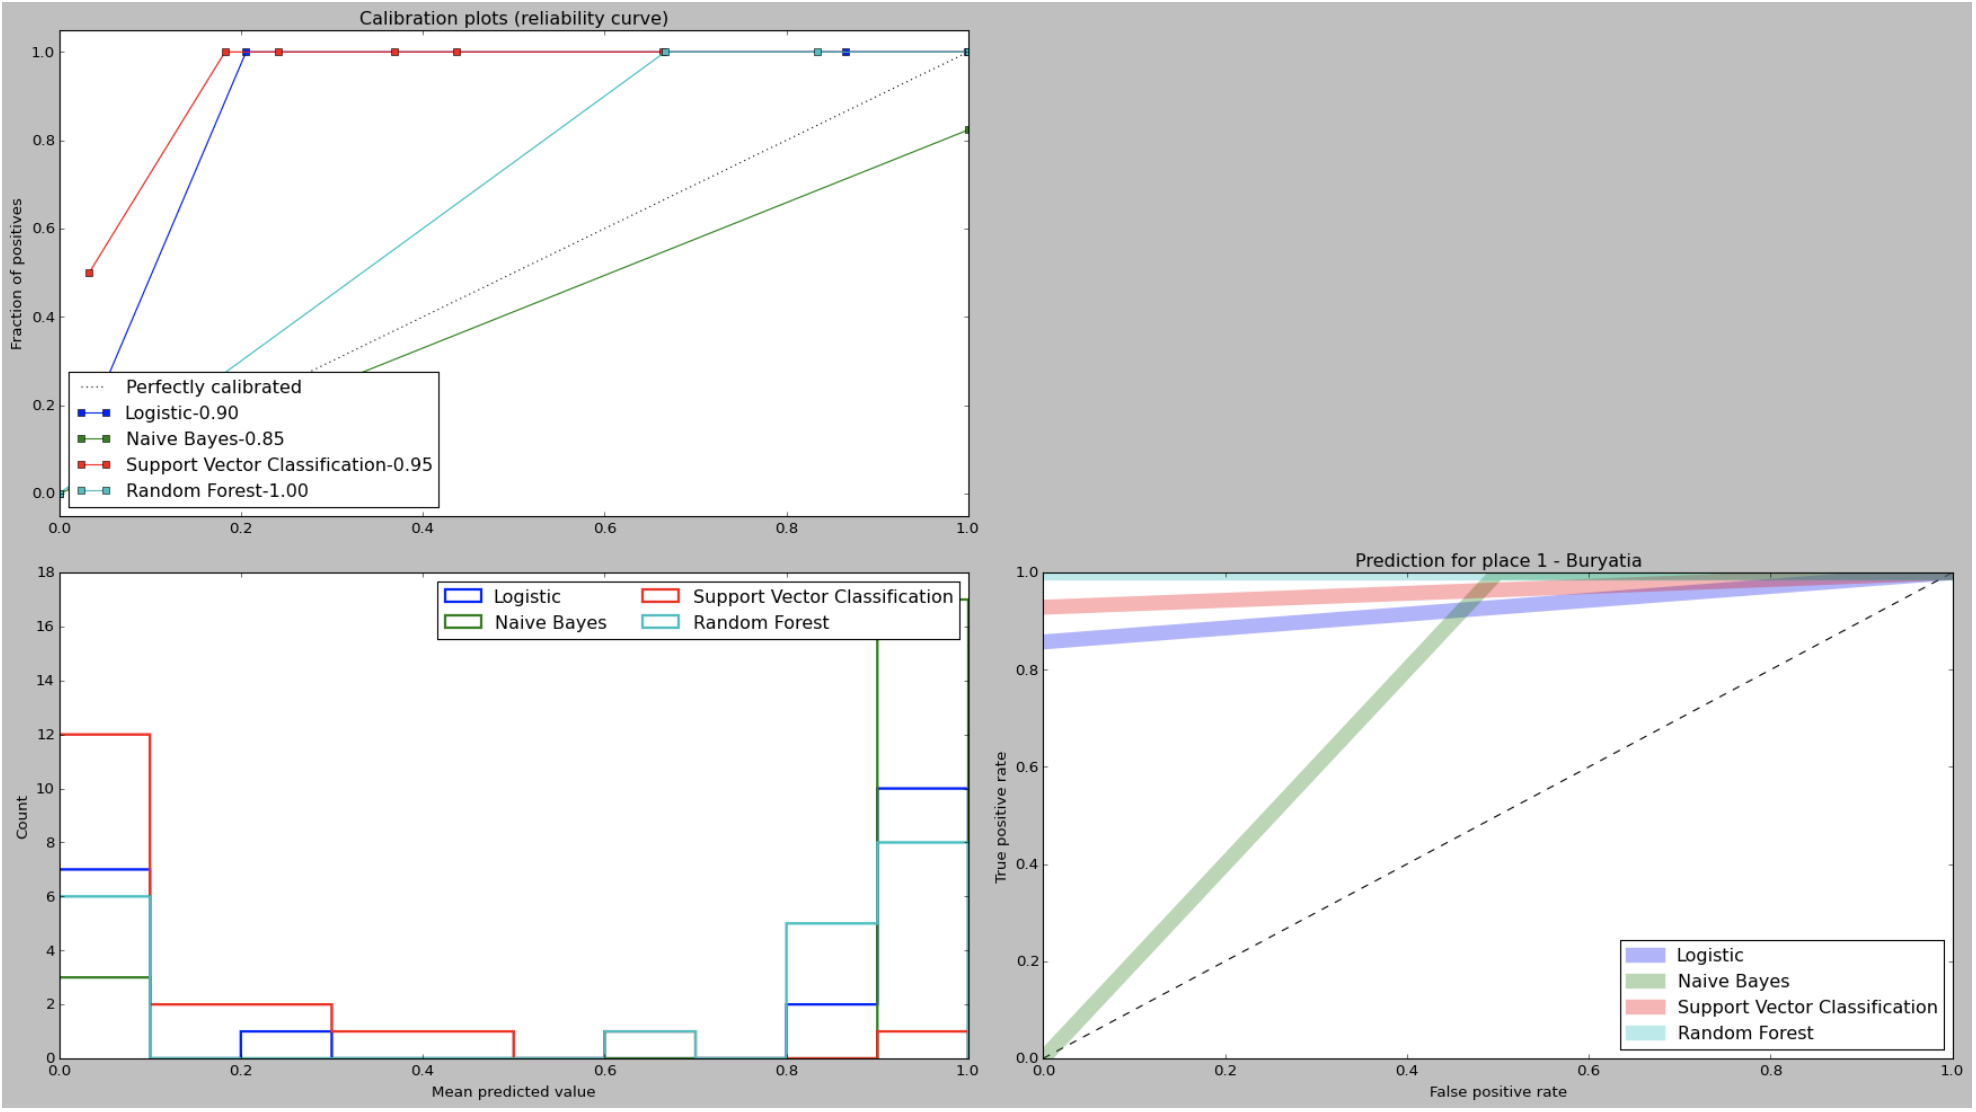 Calibration plots (reliability curve)
1.0
0.8
0.6
0.4
0.2
0.0
Fraction of positives
Perfectly calibrated
Logistic-0.90
Naive Bayes-0.85
Support Vector Classification-0.95
Random Forest-1.00
0.0 0.2 0.4 0.6 0.8 1.0
18
16
14
12
10
8
6
4
2
0
Count
Logistic
Naive Bayes
Support Vector Classification
Random Forest
0.0 0.2 0.4 0.6 0.8 1.0
Mean predicted value
Prediction for place 1 - Buryatia
1.0
0.8
0.6
0.4
0.2
0.0
True positive rate
Logistic
Naive Bayes
Support Vector Classification
Random Forest
0.0 0.2 0.4 0.6 0.8 1.0
False positive rate